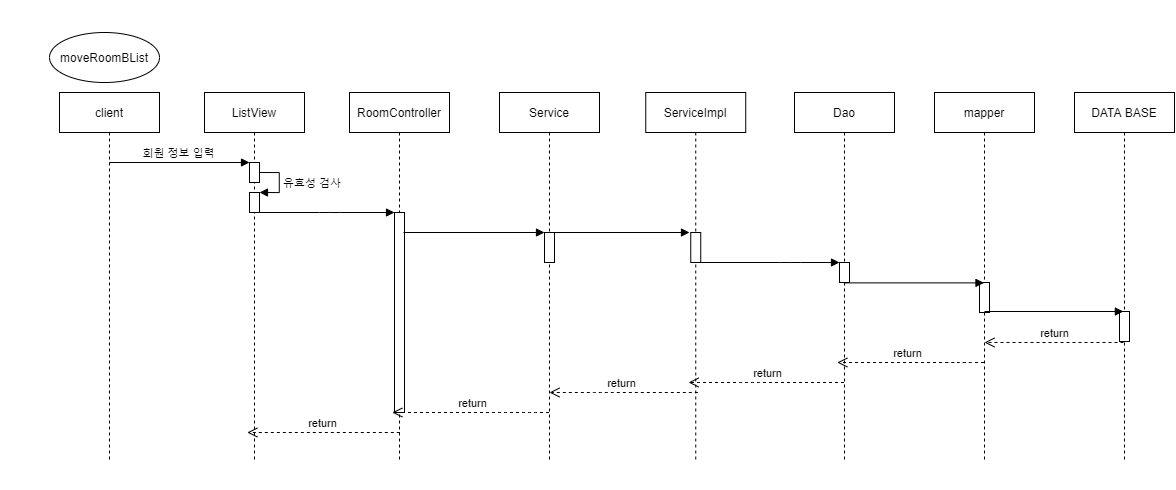 moveRoomBList
client
ListView
RoomController
Service
ServiceImpl
Dao
mapper
DATA BASE
회원 정보 입력
유효성 검사
return
return
return
return
return
return